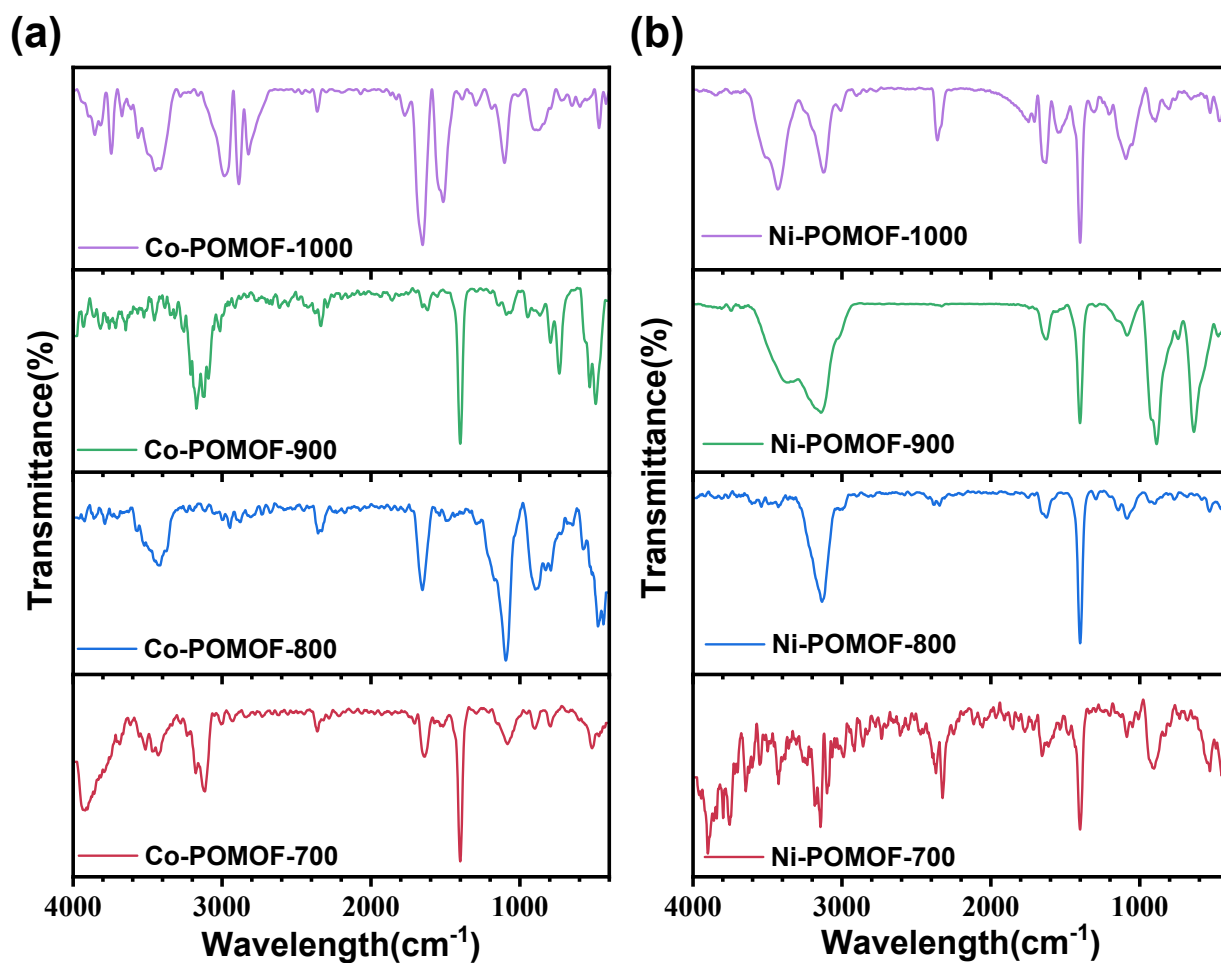 (a)
Transmittance(%)
Co-POMOF-1000
Co-POMOF-900
Co-POMOF-800
Co-POMOF-700
4000 3000 2000 1000
Wavelength(cm⁻¹)
(b)
Transmittance(%)
Ni-POMOF-1000
Ni-POMOF-900
Ni-POMOF-800
Ni-POMOF-700
4000 3000 2000 1000
Wavelength(cm⁻¹)